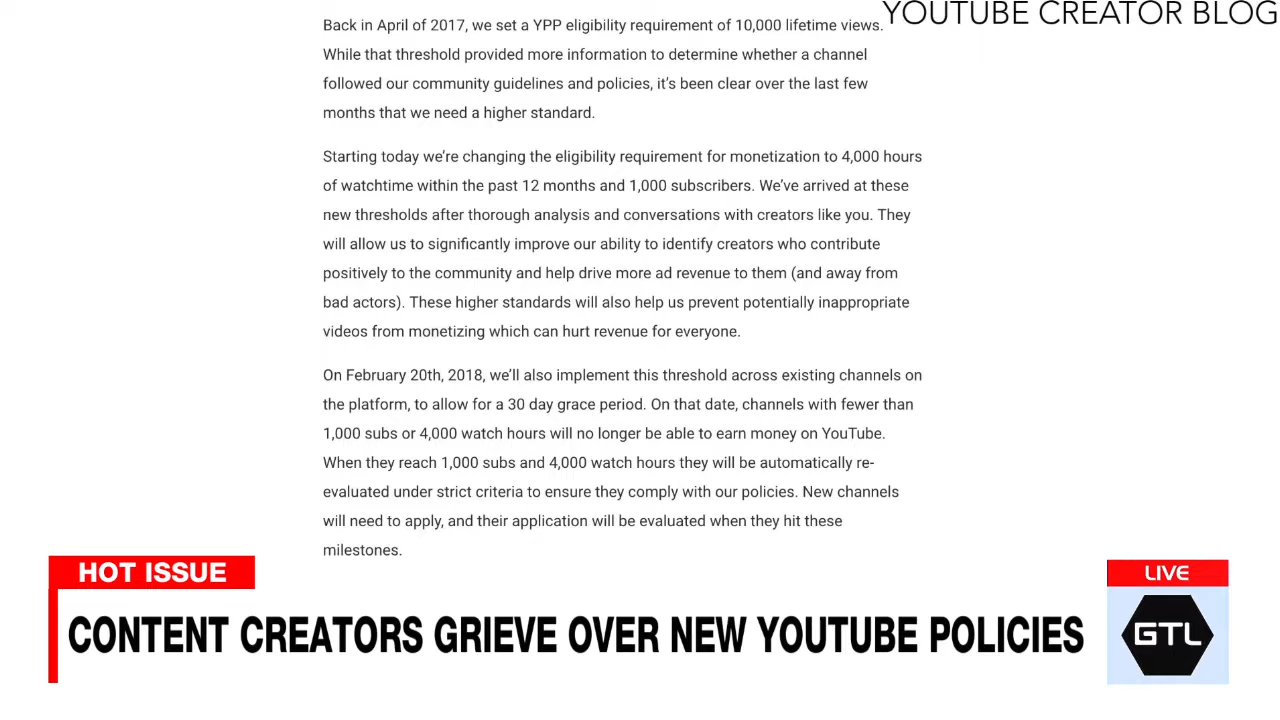 YOUTUBE CREATOR BLOG
Back in April of 2017, we set a YPP eligibility requirement of 10,000 lifetime views.
While that threshold provided more information to determine whether a channel
followed our community guidelines and policies, it's been clear over the last few
months that we need a higher standard.
Starting today we're changing the eligibility requirement for monetization to 4,000 hours
of watchtime within the past 12 months and 1,000 subscribers. We've arrived at these
new thresholds after thorough analysis and conversations with creators like you. They
will allow us to significantly improve our ability to identify creators who contribute
positively to the community and help drive more ad revenue to them (and away from
bad actors). These higher standards will also help us prevent potentially inappropriate
videos from monetizing which can hurt revenue for everyone.
On February 20th, 2018, we'll also implement this threshold across existing channels on
the platform, to allow for a 30 day grace period. On that date, channels with fewer than
1,000 subs or 4,000 watch hours will no longer be able to earn money on YouTube.
When they reach 1,000 subs and 4,000 watch hours they will be automatically re-
evaluated under strict criteria to ensure they comply with our policies. New channels
will need to apply, and their application will be evaluated when they hit these
milestones.
HOT ISSUE
CONTENT CREATORS GRIEVE OVER NEW YOUTUBE POLICIES
LIVE
GTL